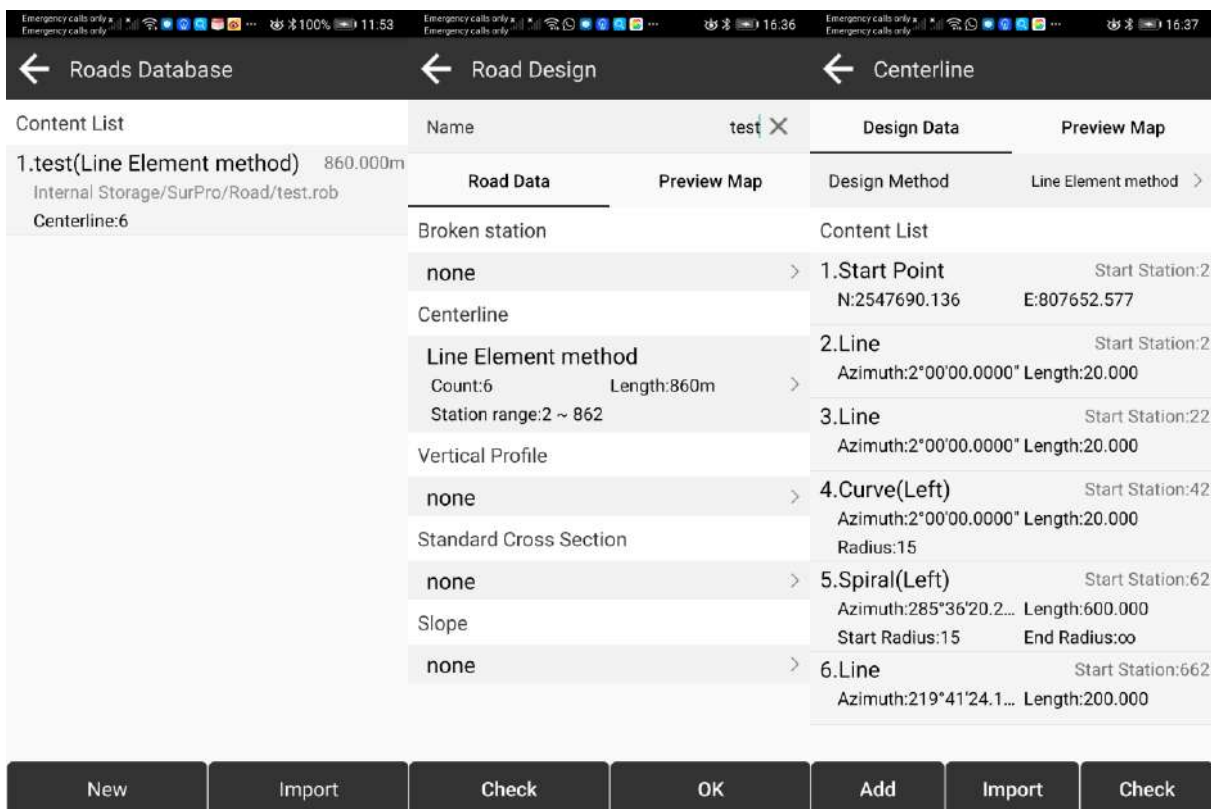 Emergency calls only
Emergency calls only
100% 11:53
Roads Database
Content List
1.test(Line Element method) 860.000m
Internal Storage/SurPro/Road/test.rob
Centerline:6
New Import
Emergency calls only
Emergency calls only
16:36
Road Design
Name test
Road Data Preview Map
Broken station
none
Centerline
Line Element method
Count:6 Length:860m
Station range:2 ~ 862
Vertical Profile
none
Standard Cross Section
none
Slope
none
Check OK
Emergency calls only
Emergency calls only
16:37
Centerline
Design Data Preview Map
Design Method Line Element method
Content List
1.Start Point Start Station:2
N:2547690.136 E:807652.577
2.Line Start Station:2
Azimuth:2°00'00.0000" Length:20.000
3.Line Start Station:22
Azimuth:2°00'00.0000" Length:20.000
4.Curve(Left) Start Station:42
Azimuth:2°00'00.0000" Length:20.000
Radius:15
5.Spiral(Left) Start Station:62
Azimuth:285°36'20.2... Length:600.000
Start Radius:15 End Radius:∞
6.Line Start Station:662
Azimuth:219°41'24.1... Length:200.000
Add Import Check